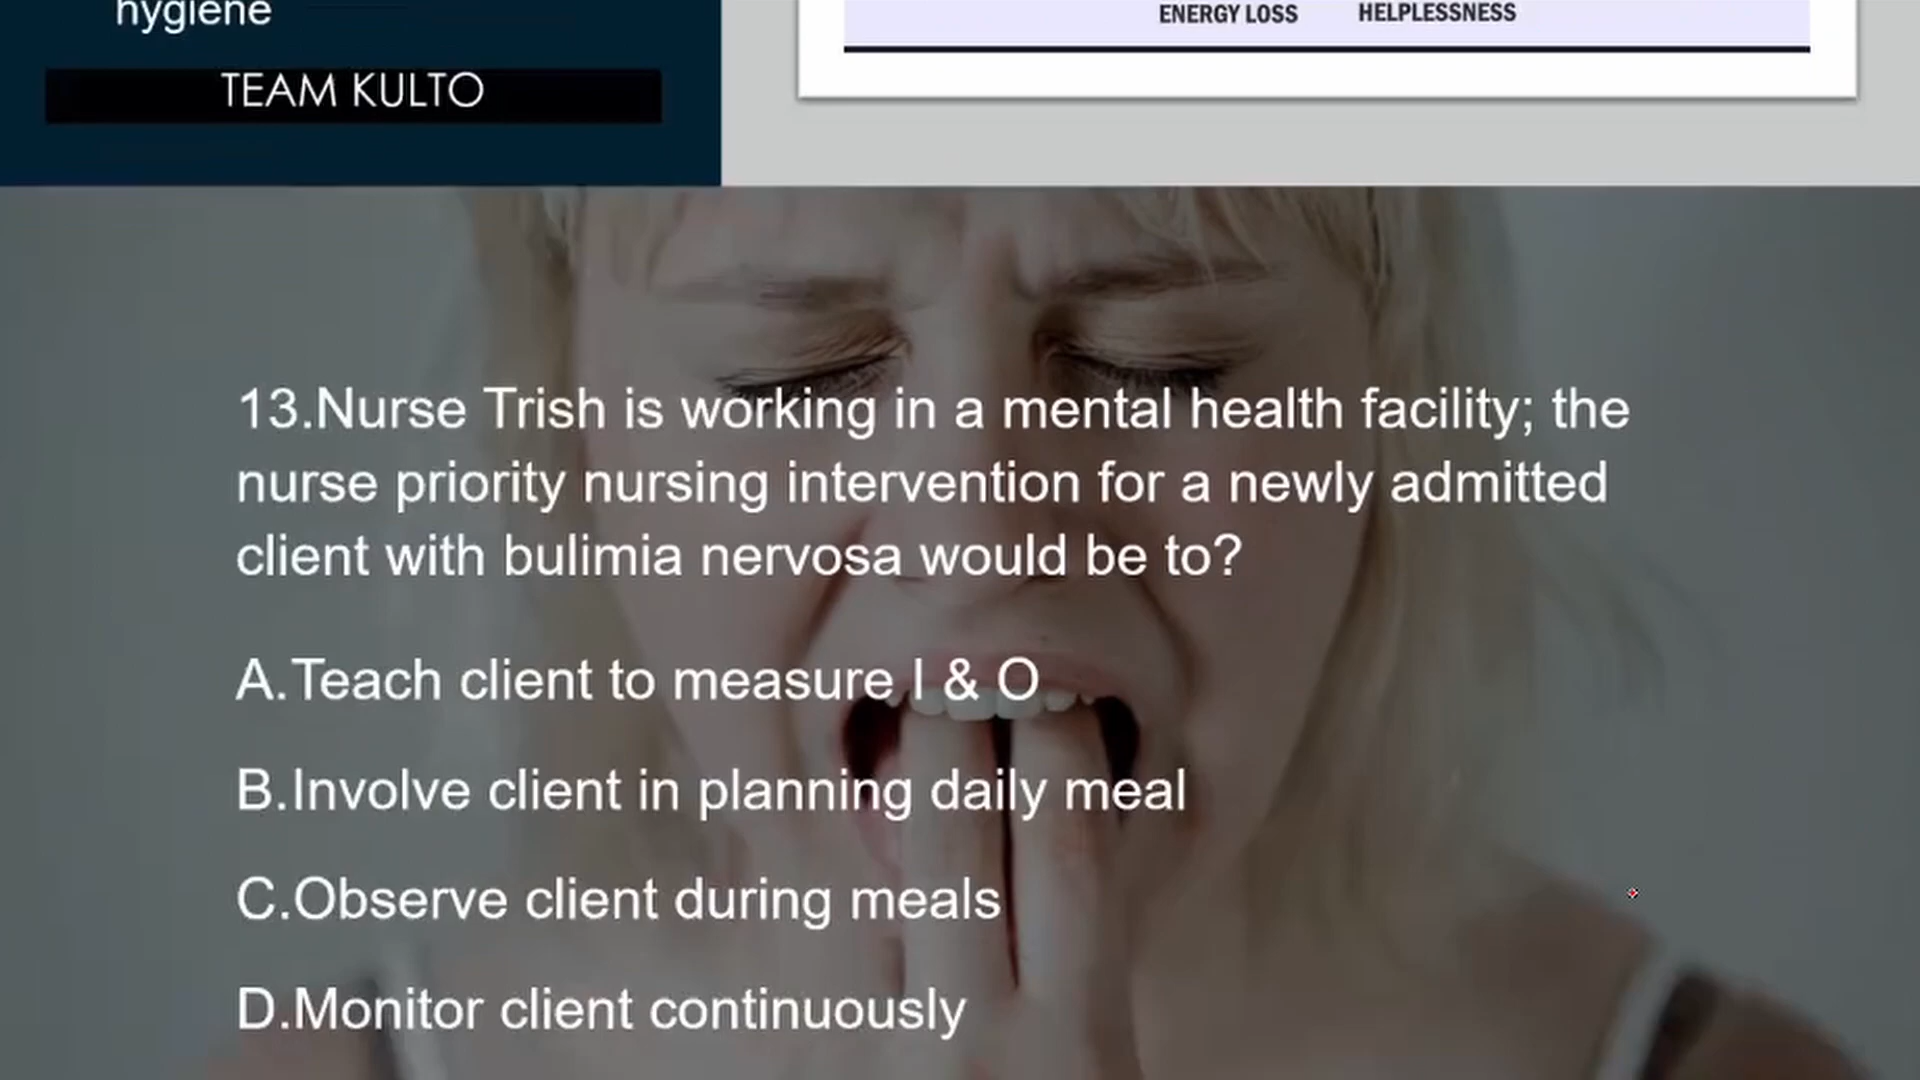 hygiene
ENERGY LOSS HELPLESSNESS
TEAM KULTO
13.Nurse Trish is working in a mental health facility; the
nurse priority nursing intervention for a newly admitted
client with bulimia nervosa would be to?
A.Teach client to measure I & O
B.Involve client in planning daily meal
C.Observe client during meals
D.Monitor client continuously